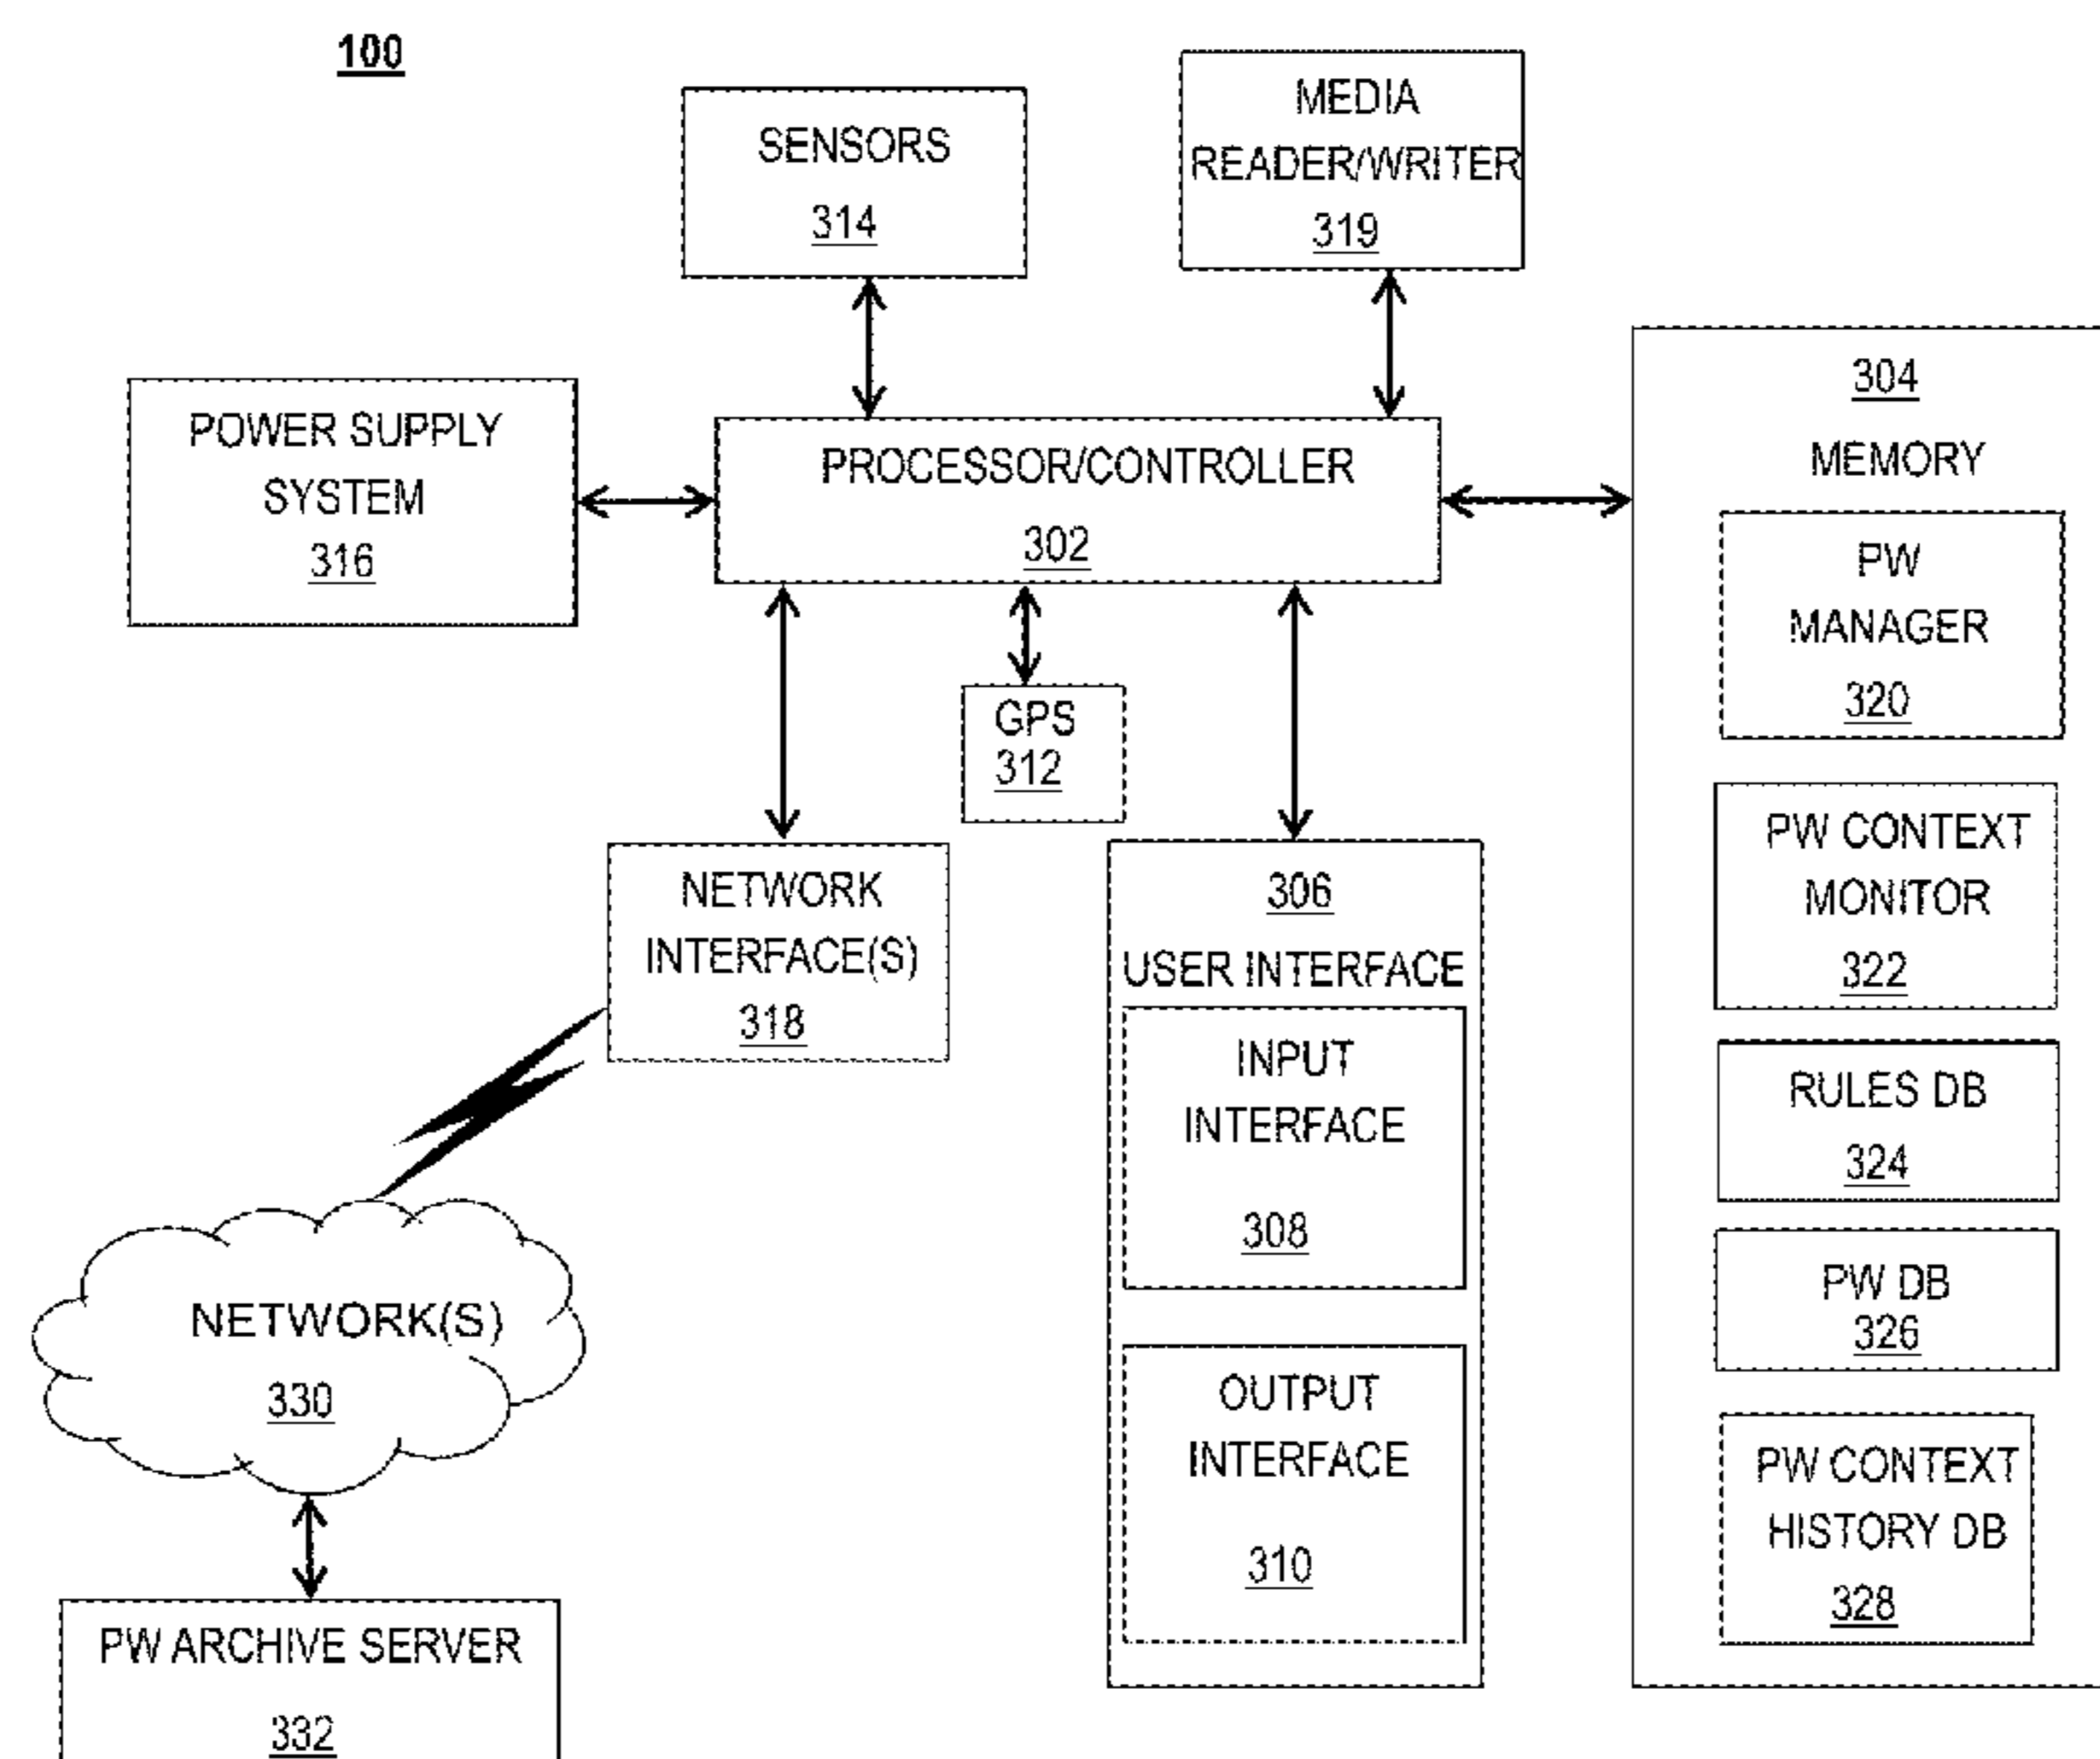 100
SENSORS
314
MEDIA
READER/WRITER
319
POWER SUPPLY
SYSTEM
316
PROCESSOR/CONTROLLER
302
304
MEMORY
PW
MANAGER
320
PW CONTEXT
MONITOR
322
RULES DB
324
PW DB
326
PW CONTEXT
HISTORY DB
328
GPS
312
NETWORK
INTERFACE(S)
318
306
USER INTERFACE
INPUT
INTERFACE
308
OUTPUT
INTERFACE
310
NETWORK(S)
330
PW ARCHIVE SERVER
332